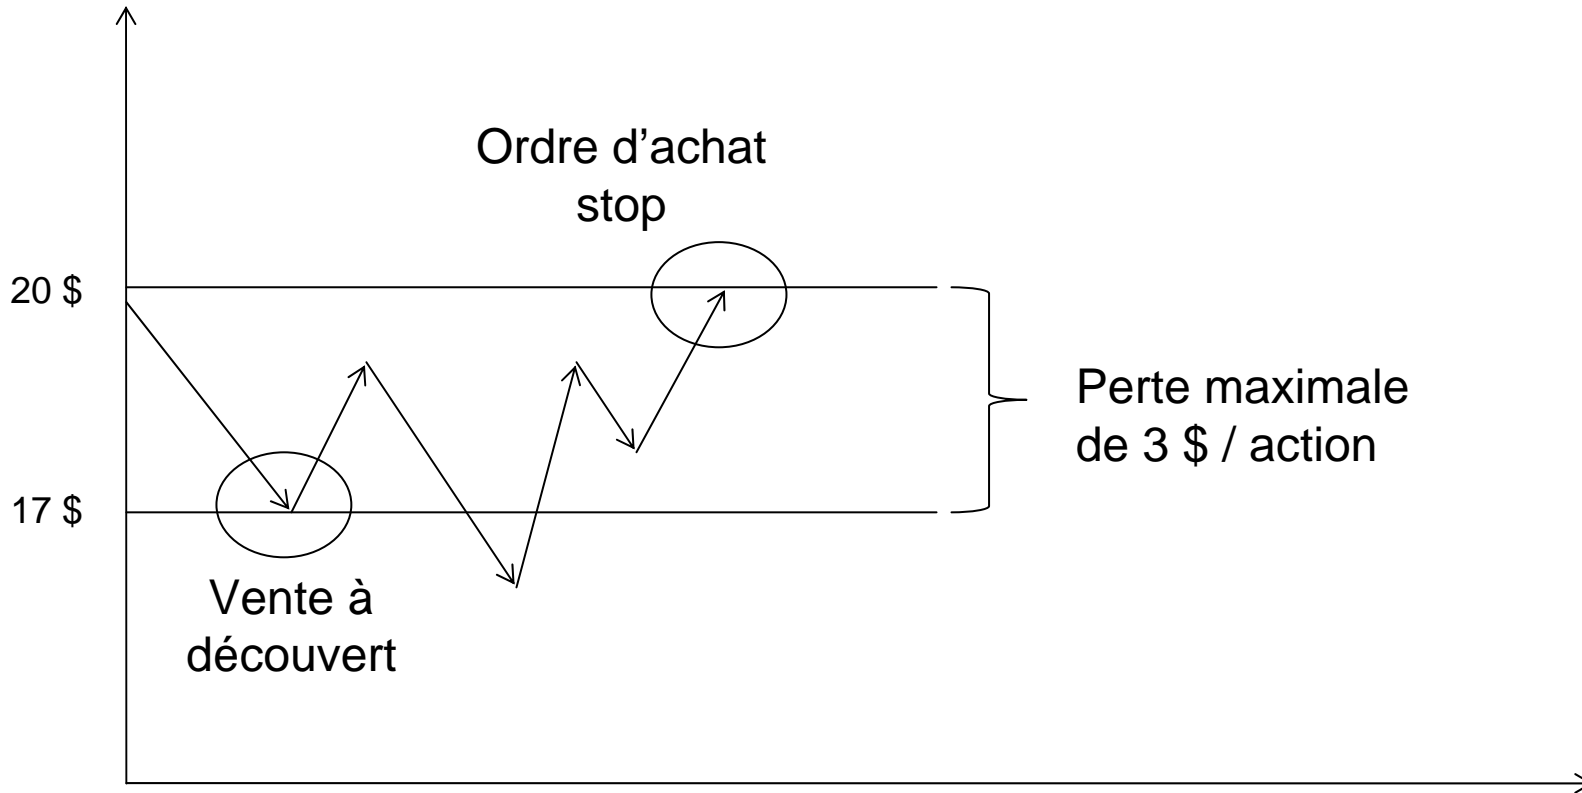 Ordre d’achat
stop
20 $
Perte maximale
de 3 $ / action
17 $
Vente à
découvert